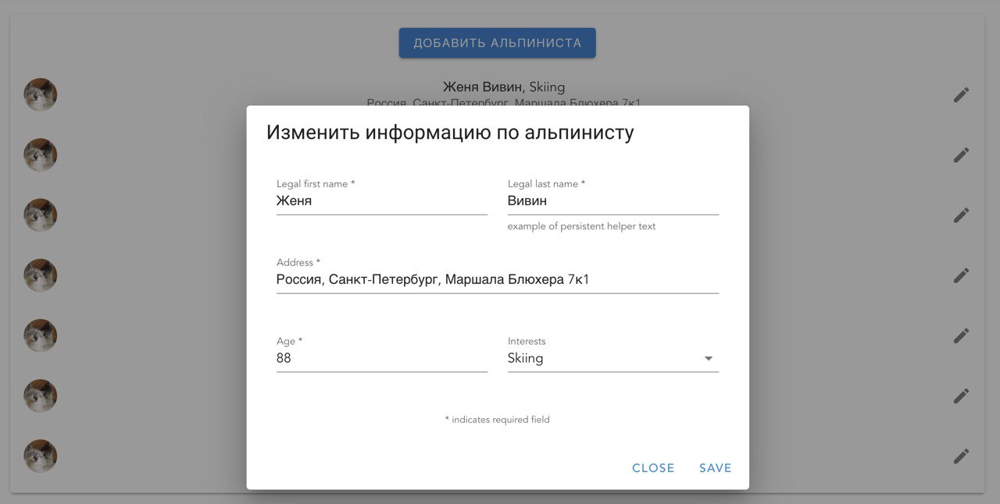 ДОБАВИТЬ АЛЬПИНИСТА
Женя Вивин, Skiing
Россия, Санкт-Петербург, Маршала Блюхера 7к1
Изменить информацию по альпинисту
Legal first name *
Женя
Legal last name *
Вивин
example of persistent helper text
Address *
Россия, Санкт-Петербург, Маршала Блюхера 7к1
Age *
88
Interests
Skiing
* indicates required field
CLOSE
SAVE